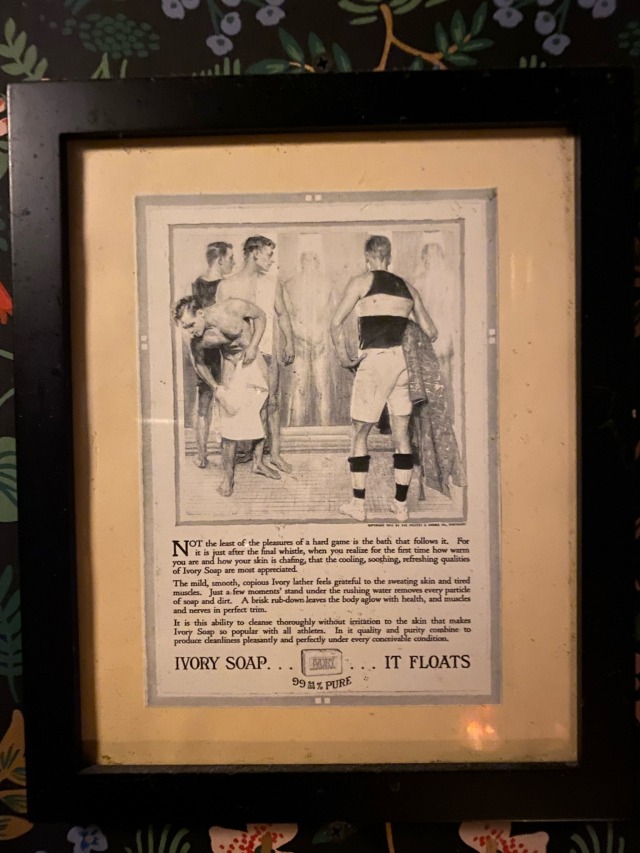 NOT the least of the pleasures of a hard game is the bath that follows it. For
it is just after the final whistle, when you realize for the first time how warm
you are and how your skin is chafing, that the cooling, soothing, refreshing qualities
of Ivory Soap are most appreciated.
The mild, smooth, copious Ivory lather feels grateful to the sweating skin and tired
muscles. Just a few moments' stand under the rushing water removes every particle
of soap and dirt. A brisk rub-down leaves the body aglow with health, and muscles
and nerves in perfect trim.
It is this ability to cleanse thoroughly without irritation to the skin that makes
Ivory Soap so popular with all athletes. In it quality and purity combine to
produce cleanliness pleasantly and perfectly under every conceivable condition.
IVORY SOAP. . . IVORY . . . IT FLOATS
99 44/100 % PURE